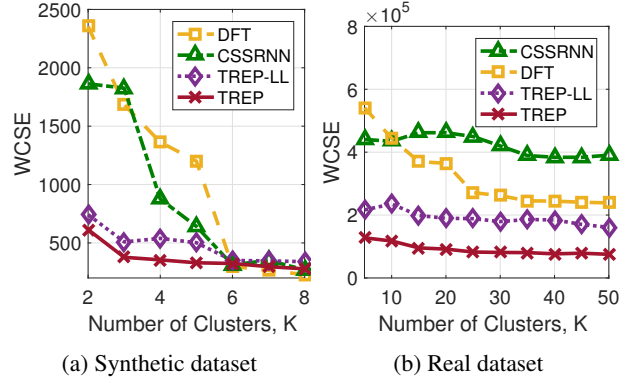 2500
2000
1500
1000
500
WCSE
DFT
CSSRNN
TREP-LL
TREP
2 4 6 8
Number of Clusters, K
(a) Synthetic dataset
×10⁵
8
6
4
2
0
WCSE
CSSRNN
DFT
TREP-LL
TREP
10 20 30 40 50
Number of Clusters, K
(b) Real dataset